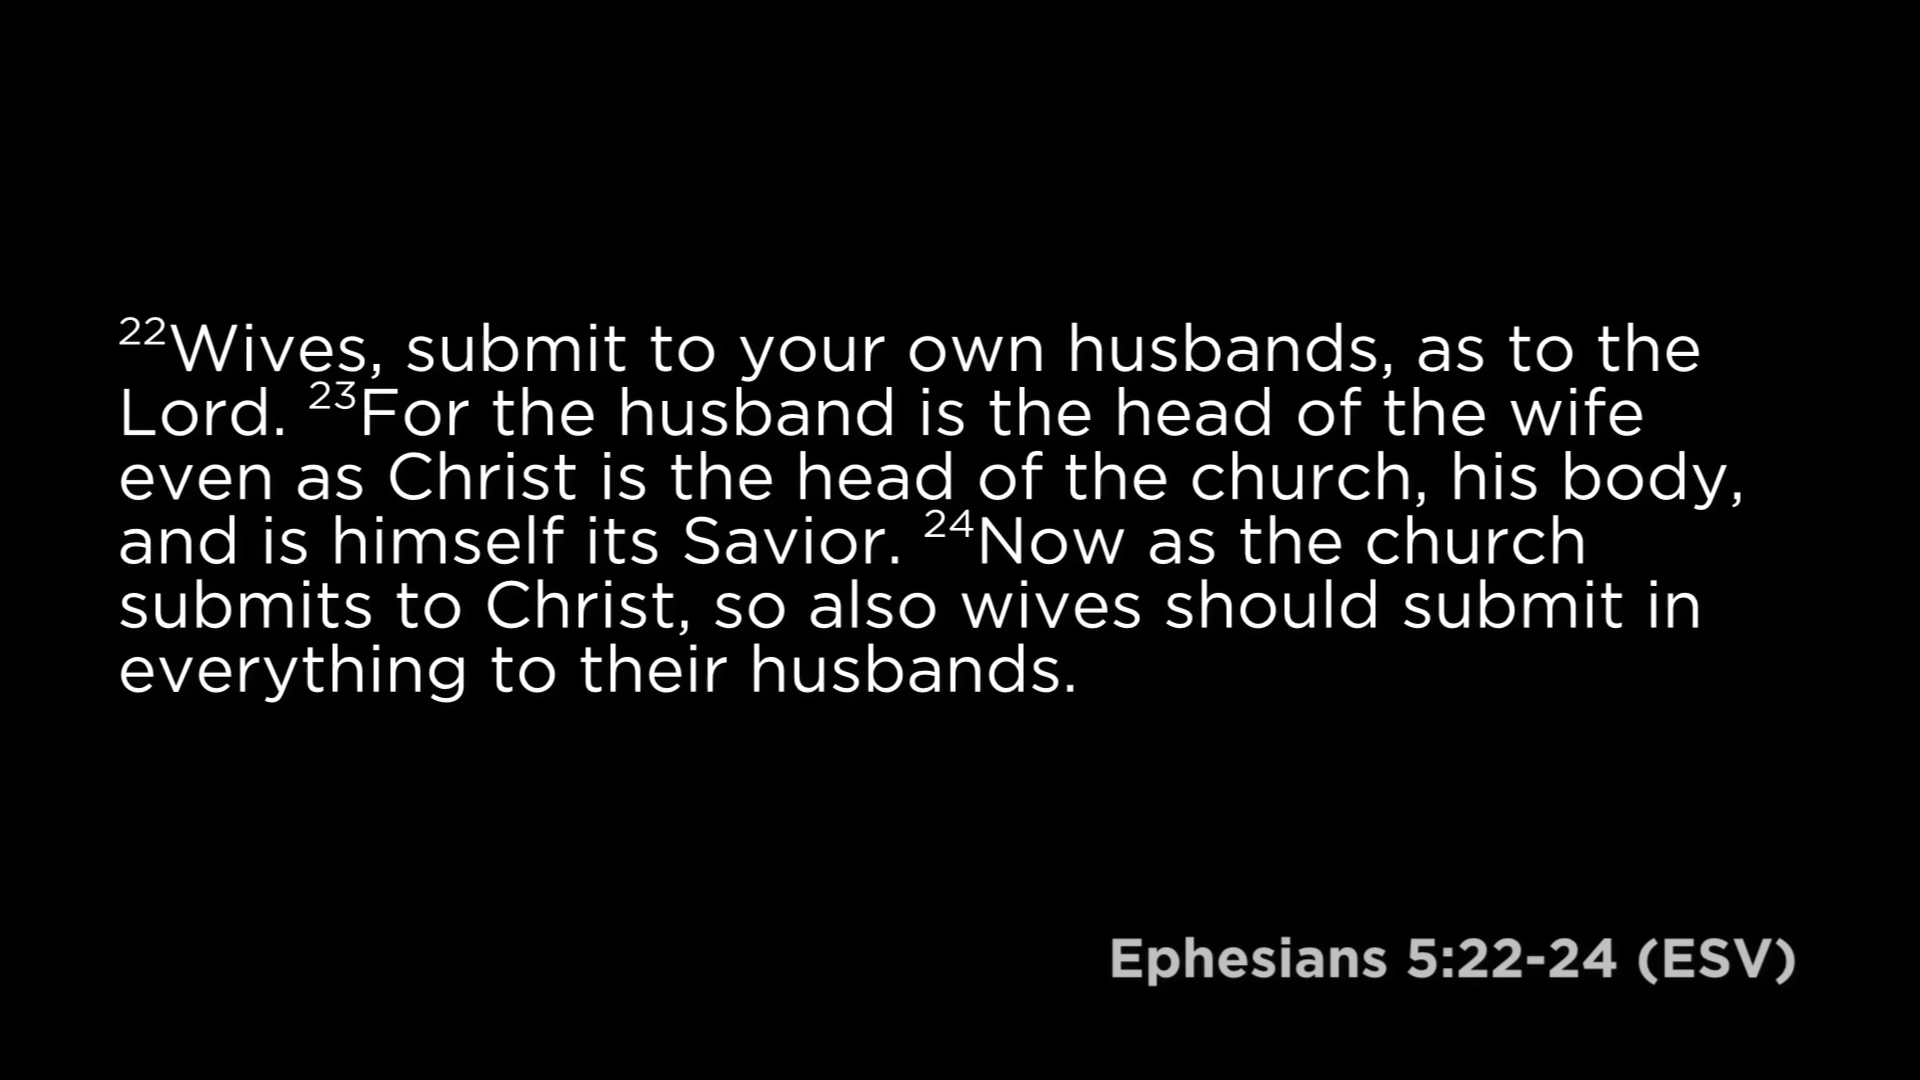 22Wives, submit to your own husbands, as to the
Lord. 23For the husband is the head of the wife
even as Christ is the head of the church, his body,
and is himself its Savior. 24Now as the church
submits to Christ, so also wives should submit in
everything to their husbands.
Ephesians 5:22-24 (ESV)